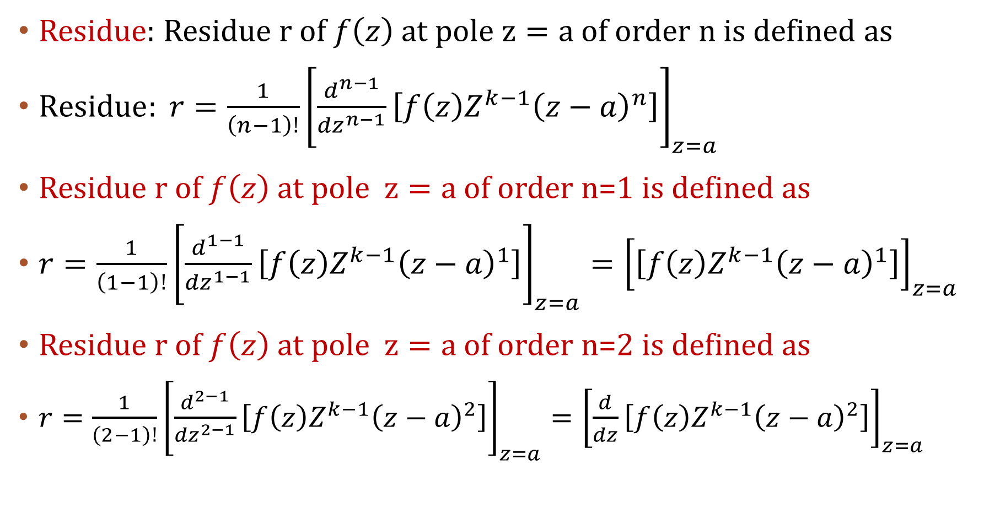 • Residue: Residue r of f(z) at pole z = a of order n is defined as
• Residue: r = \frac{1}{(n−1)!} \left[ \frac{d^{n−1}}{dz^{n−1}} [f(z)Z^{k−1}(z − a)^n] \right]_{z=a}
• Residue r of f(z) at pole z = a of order n=1 is defined as
• r = \frac{1}{(1−1)!} \left[ \frac{d^{1−1}}{dz^{1−1}} [f(z)Z^{k−1}(z − a)^1] \right]_{z=a} = \left[ [f(z)Z^{k−1}(z − a)^1] \right]_{z=a}
• Residue r of f(z) at pole z = a of order n=2 is defined as
• r = \frac{1}{(2−1)!} \left[ \frac{d^{2−1}}{dz^{2−1}} [f(z)Z^{k−1}(z − a)^2] \right]_{z=a} = \left[ \frac{d}{dz} [f(z)Z^{k−1}(z − a)^2] \right]_{z=a}